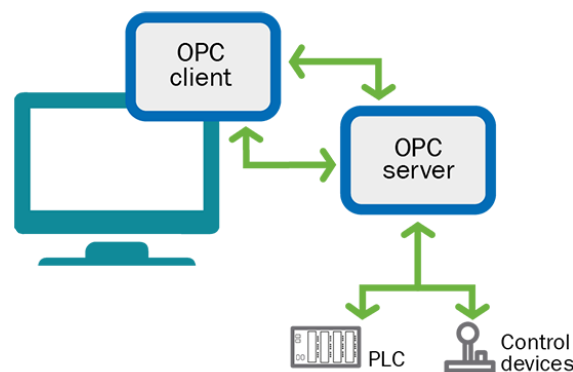 OPC
client
OPC
server
PLC
Control
devices